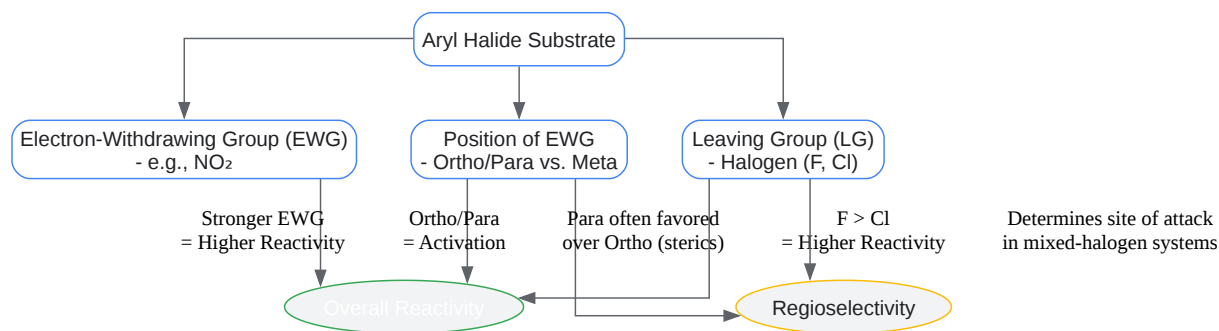 Aryl Halide Substrate
Electron-Withdrawing Group (EWG)
- e.g., NO₂
Position of EWG
- Ortho/Para vs. Meta
Leaving Group (LG)
- Halogen (F, Cl)
Stronger EWG
= Higher Reactivity
Ortho/Para
= Activation
Para often favored
over Ortho (sterics)
F > Cl
= Higher Reactivity
Determines site of attack
in mixed-halogen systems
Overall Reactivity
Regioselectivity